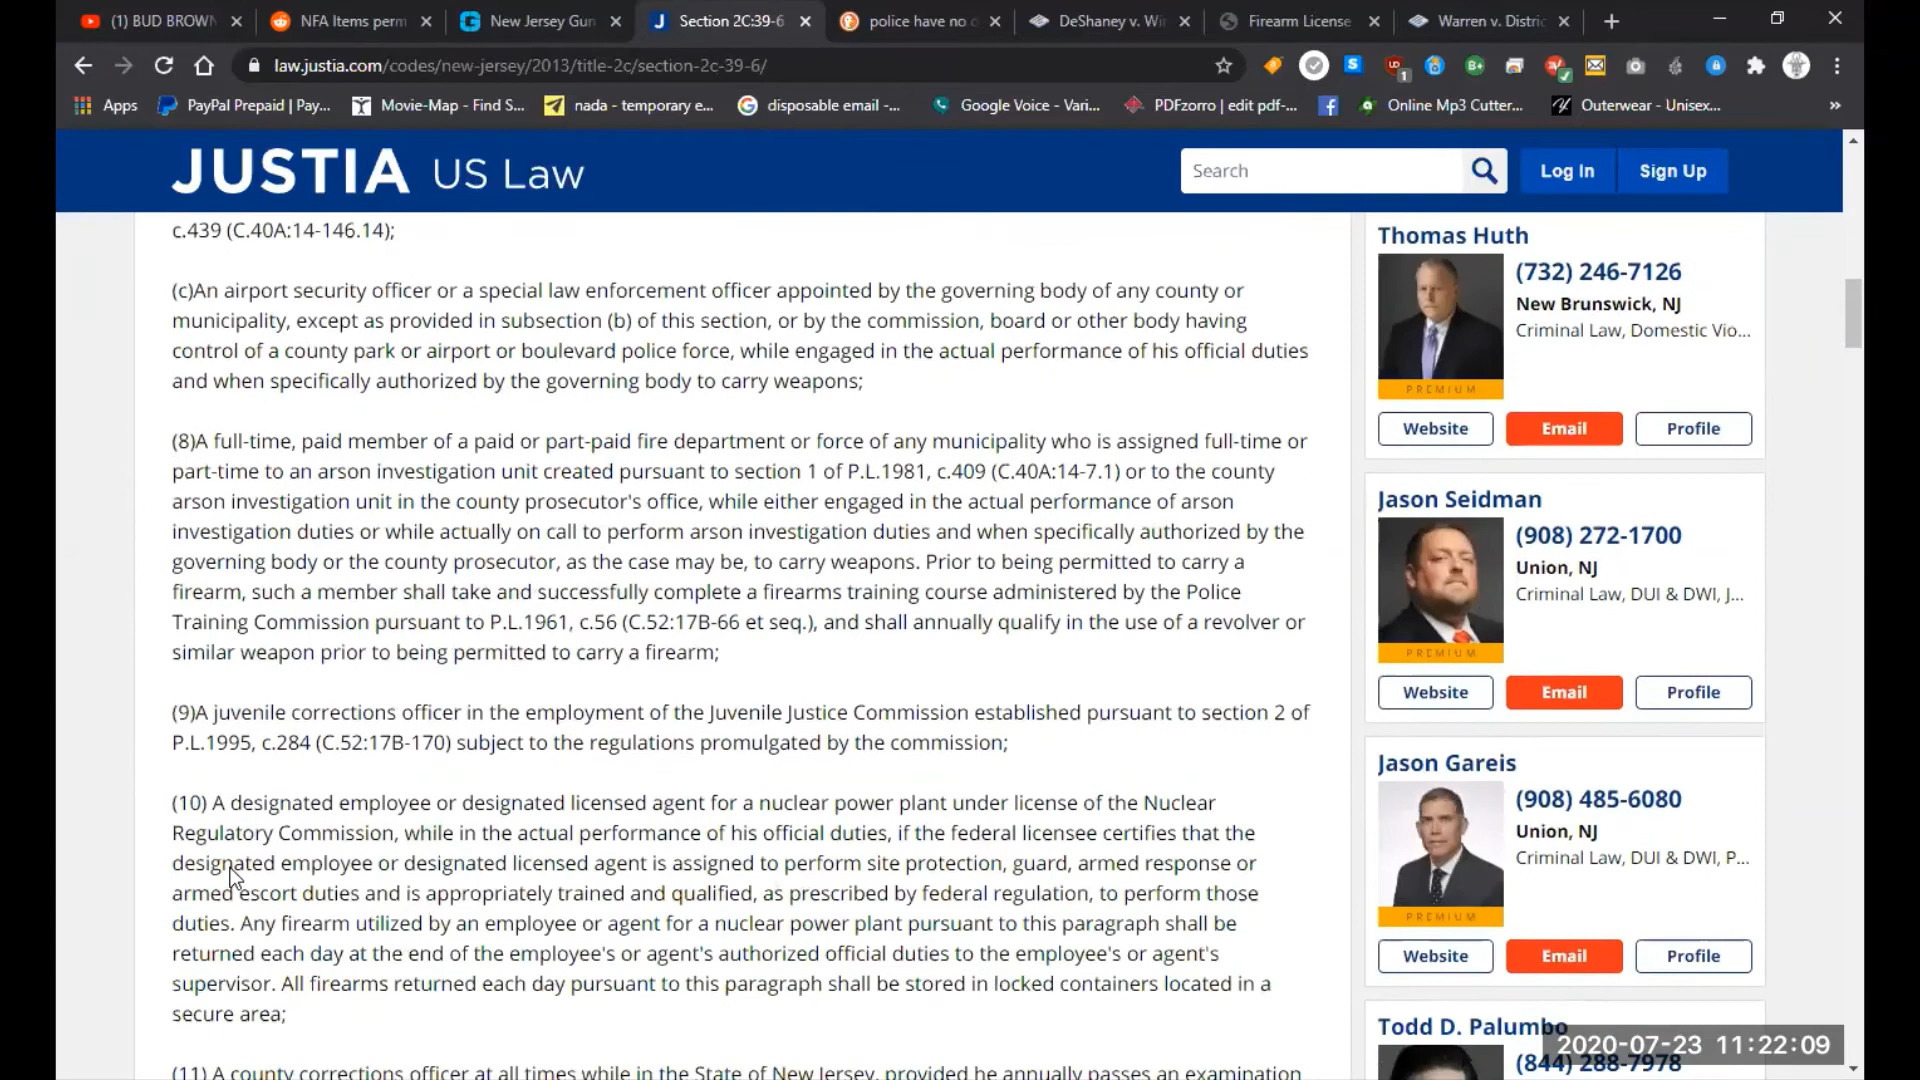 (1) BUD BROWN
NFA Items perm
New Jersey Gun
Section 2C:39-6
police have no d
DeShaney v. Wi
Firearm License
Warren v. Distric
law.justia.com/codes/new-jersey/2013/title-2c/section-2c-39-6/
Apps
PayPal Prepaid | Pay...
Movie-Map - Find S...
nada - temporary e...
disposable email -...
Google Voice - Vari...
PDFzorro | edit pdf-...
Online Mp3 Cutter...
Outerwear - Unisex...
JUSTIA US Law
Search
Log In
Sign Up
c.439 (C.40A:14-146.14);
(c)An airport security officer or a special law enforcement officer appointed by the governing body of any county or
municipality, except as provided in subsection (b) of this section, or by the commission, board or other body having
control of a county park or airport or boulevard police force, while engaged in the actual performance of his official duties
and when specifically authorized by the governing body to carry weapons;
(8)A full-time, paid member of a paid or part-paid fire department or force of any municipality who is assigned full-time or
part-time to an arson investigation unit created pursuant to section 1 of P.L.1981, c.409 (C.40A:14-7.1) or to the county
arson investigation unit in the county prosecutor's office, while either engaged in the actual performance of arson
investigation duties or while actually on call to perform arson investigation duties and when specifically authorized by the
governing body or the county prosecutor, as the case may be, to carry weapons. Prior to being permitted to carry a
firearm, such a member shall take and successfully complete a firearms training course administered by the Police
Training Commission pursuant to P.L.1961, c.56 (C.52:17B-66 et seq.), and shall annually qualify in the use of a revolver or
similar weapon prior to being permitted to carry a firearm;
(9)A juvenile corrections officer in the employment of the Juvenile Justice Commission established pursuant to section 2 of
P.L.1995, c.284 (C.52:17B-170) subject to the regulations promulgated by the commission;
(10) A designated employee or designated licensed agent for a nuclear power plant under license of the Nuclear
Regulatory Commission, while in the actual performance of his official duties, if the federal licensee certifies that the
designated employee or designated licensed agent is assigned to perform site protection, guard, armed response or
armed escort duties and is appropriately trained and qualified, as prescribed by federal regulation, to perform those
duties. Any firearm utilized by an employee or agent for a nuclear power plant pursuant to this paragraph shall be
returned each day at the end of the employee's or agent's authorized official duties to the employee's or agent's
supervisor. All firearms returned each day pursuant to this paragraph shall be stored in locked containers located in a
secure area;
(11) A county corrections officer at all times while in the State of New Jersey, provided he annually passes an examination
Thomas Huth
(732) 246-7126
New Brunswick, NJ
Criminal Law, Domestic Vio...
PREMIUM
Website
Email
Profile
Jason Seidman
(908) 272-1700
Union, NJ
Criminal Law, DUI & DWI, J...
PREMIUM
Website
Email
Profile
Jason Gareis
(908) 485-6080
Union, NJ
Criminal Law, DUI & DWI, P...
PREMIUM
Website
Email
Profile
Todd D. Palumbo
(844) 288-7978
2020-07-23 11:22:09